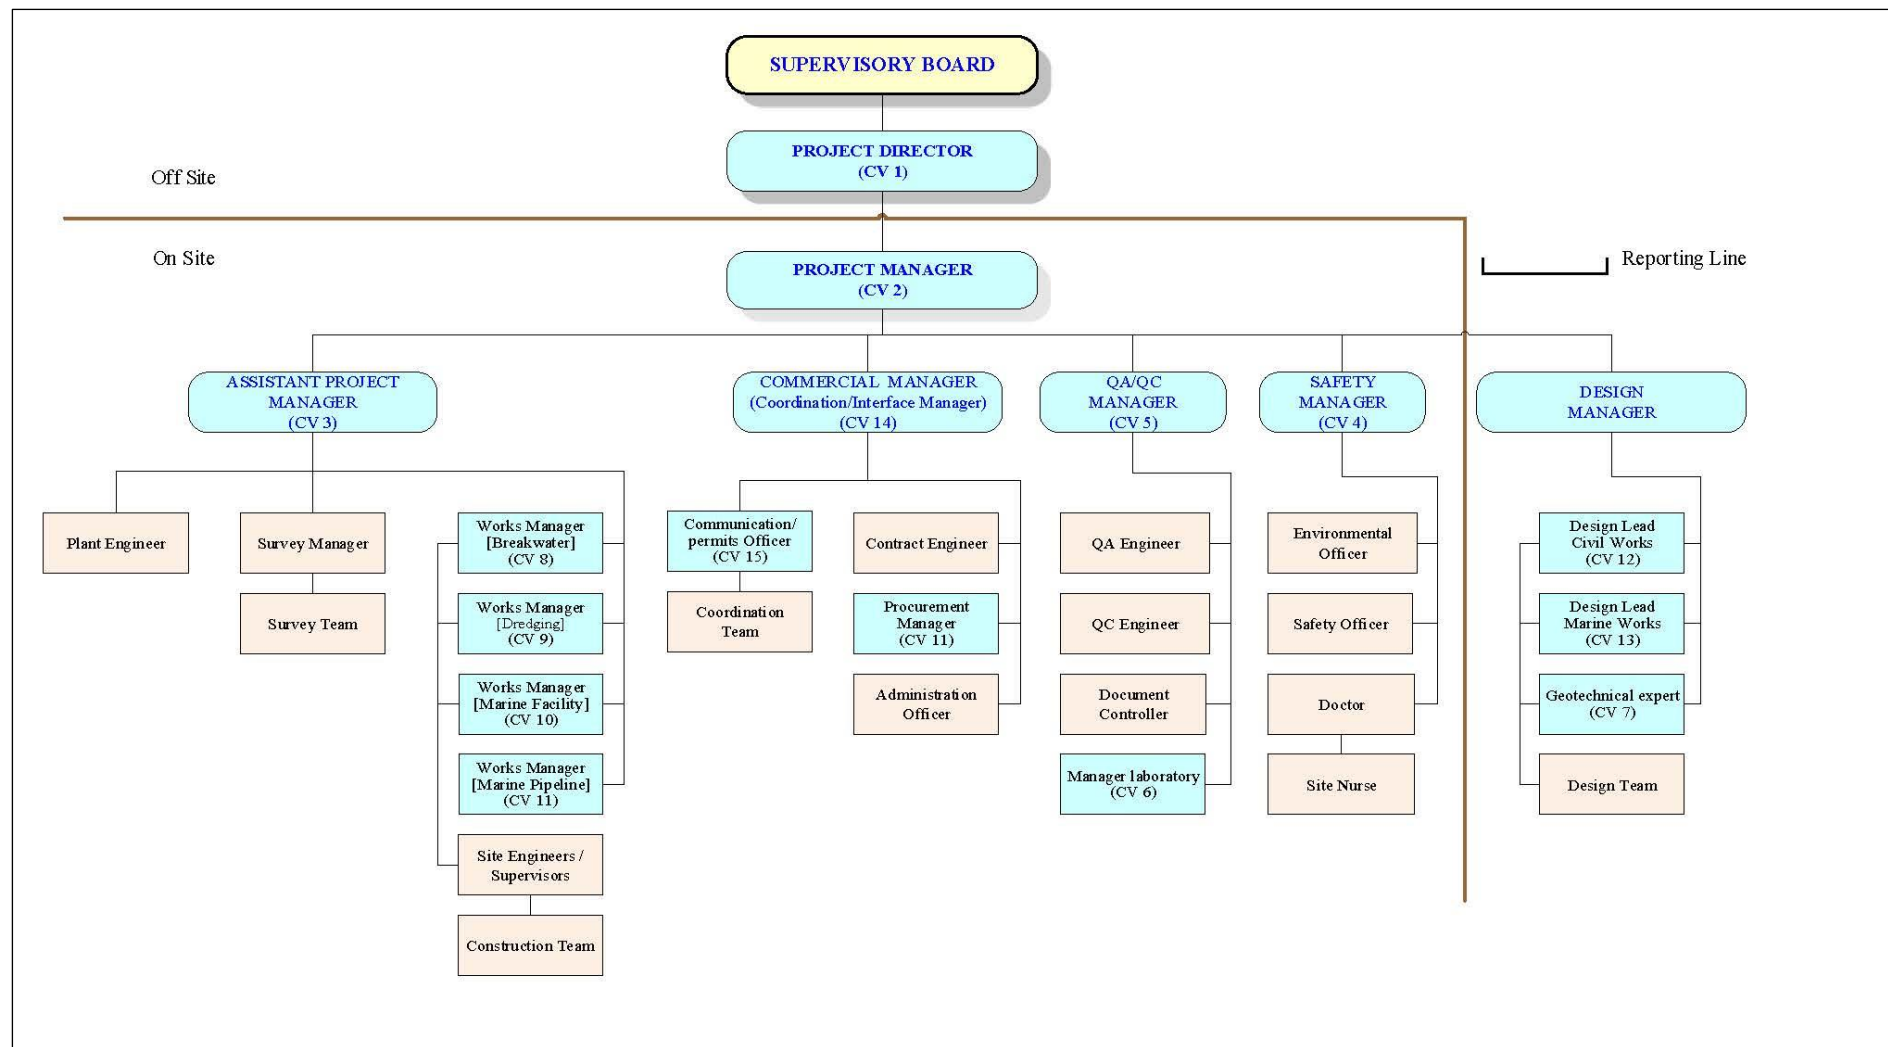 SUPERVISORY BOARD
PROJECT DIRECTOR
(CV 1)
Off Site
On Site
PROJECT MANAGER
(CV 2)
Reporting Line
ASSISTANT PROJECT
MANAGER
(CV 3)
COMMERCIAL MANAGER
(Coordination/Interface Manager)
(CV 14)
QA/QC
MANAGER
(CV 5)
SAFETY
MANAGER
(CV 4)
DESIGN
MANAGER
Plant Engineer
Survey Manager
Survey Team
Works Manager
[Breakwater]
(CV 8)
Works Manager
[Dredging]
(CV 9)
Works Manager
[Marine Facility]
(CV 10)
Works Manager
[Marine Pipeline]
(CV 11)
Site Engineers /
Supervisors
Construction Team
Communication/
permits Officer
(CV 15)
Coordination
Team
Contract Engineer
Procurement
Manager
(CV 11)
Administration
Officer
QA Engineer
QC Engineer
Document
Controller
Manager laboratory
(CV 6)
Environmental
Officer
Safety Officer
Doctor
Site Nurse
Design Lead
Civil Works
(CV 12)
Design Lead
Marine Works
(CV 13)
Geotechnical expert
(CV 7)
Design Team